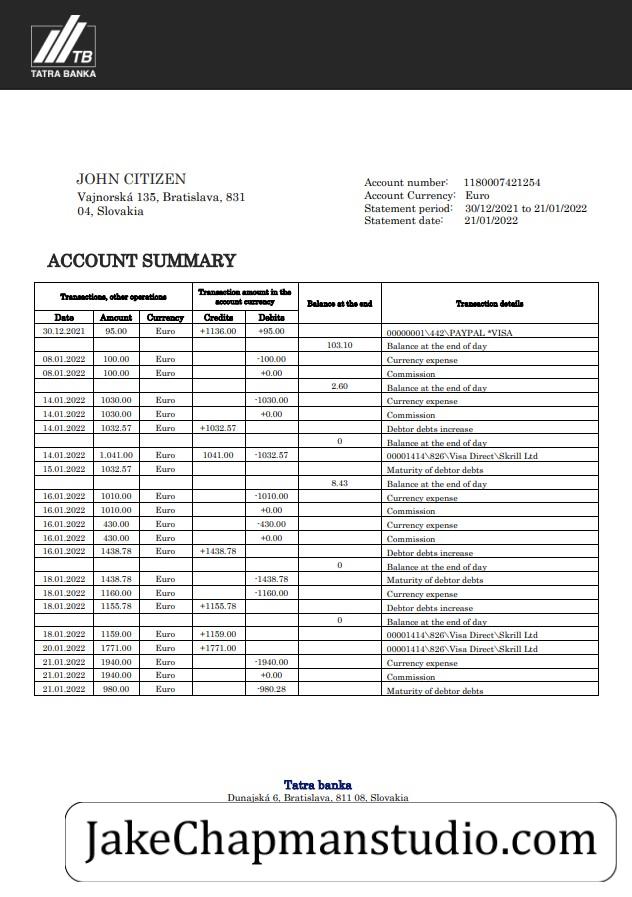 TB
TATRA BANKA
JOHN CITIZEN
Vajnorská 135, Bratislava, 831
04, Slovakia
Account number: 1180007421254
Account Currency: Euro
Statement period: 30/12/2021 to 21/01/2022
Statement date: 21/01/2022
ACCOUNT SUMMARY
Transactions, other operations Transaction amount in the account currency Balance at the end Transaction details
Date Amount Currency Credits Debits
30.12.2021 95.00 Euro +1136.00 +95.00 00000001\442\PAYPAL *VISA
103.10 Balance at the end of day
08.01.2022 100.00 Euro -100.00 Currency expense
08.01.2022 100.00 Euro +0.00 Commission
2.60 Balance at the end of day
14.01.2022 1030.00 Euro -1030.00 Currency expense
14.01.2022 1030.00 Euro +0.00 Commission
14.01.2022 1032.57 Euro +1032.57 Debtor debts increase
0 Balance at the end of day
14.01.2022 1.041.00 Euro 1041.00 -1032.57 00001414\826\Visa Direct\Skrill Ltd
15.01.2022 1032.57 Euro Maturity of debtor debts
8.43 Balance at the end of day
16.01.2022 1010.00 Euro -1010.00 Currency expense
16.01.2022 1010.00 Euro +0.00 Commission
16.01.2022 430.00 Euro -430.00 Currency expense
16.01.2022 430.00 Euro +0.00 Commission
16.01.2022 1438.78 Euro +1438.78 Debtor debts increase
0 Balance at the end of day
18.01.2022 1438.78 Euro -1438.78 Maturity of debtor debts
18.01.2022 1160.00 Euro -1160.00 Currency expense
18.01.2022 1155.78 Euro +1155.78 Debtor debts increase
0 Balance at the end of day
18.01.2022 1159.00 Euro +1159.00 00001414\826\Visa Direct\Skrill Ltd
20.01.2022 1771.00 Euro +1771.00 00001414\826\Visa Direct\Skrill Ltd
21.01.2022 1940.00 Euro -1940.00 Currency expense
21.01.2022 1940.00 Euro +0.00 Commission
21.01.2022 980.00 Euro -980.28 Maturity of debtor debts
Tatra banka
Dunajská 6, Bratislava, 811 08, Slovakia
JakeChapmanstudio.com